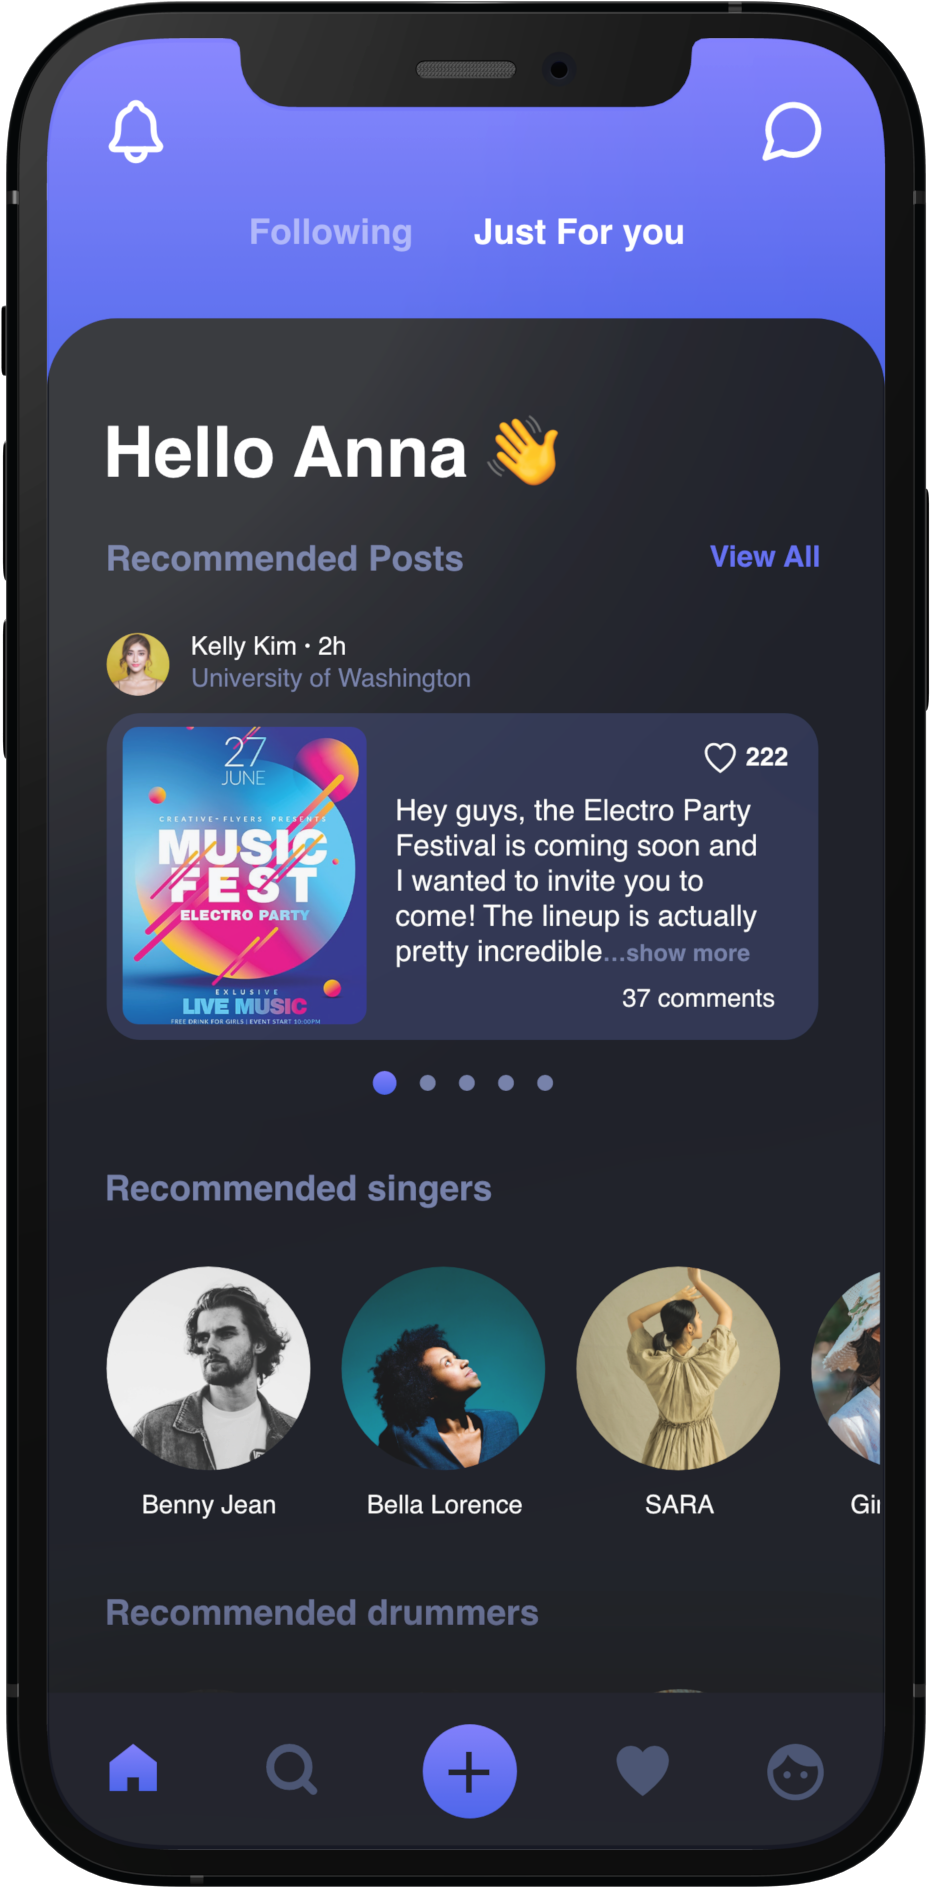 Following Just For you
Hello Anna 👋
Recommended Posts View All
Kelly Kim · 2h
University of Washington
27
JUNE
CREATIVE-FLYERS PRESENTS
MUSIC
FEST
ELECTRO PARTY
EXLUSIVE
LIVE MUSIC
FREE DRINK FOR GIRLS | EVENT START 10:00PM
222
Hey guys, the Electro Party
Festival is coming soon and
I wanted to invite you to
come! The lineup is actually
pretty incredible...show more
37 comments
Recommended singers
Benny Jean Bella Lorence SARA
Recommended drummers